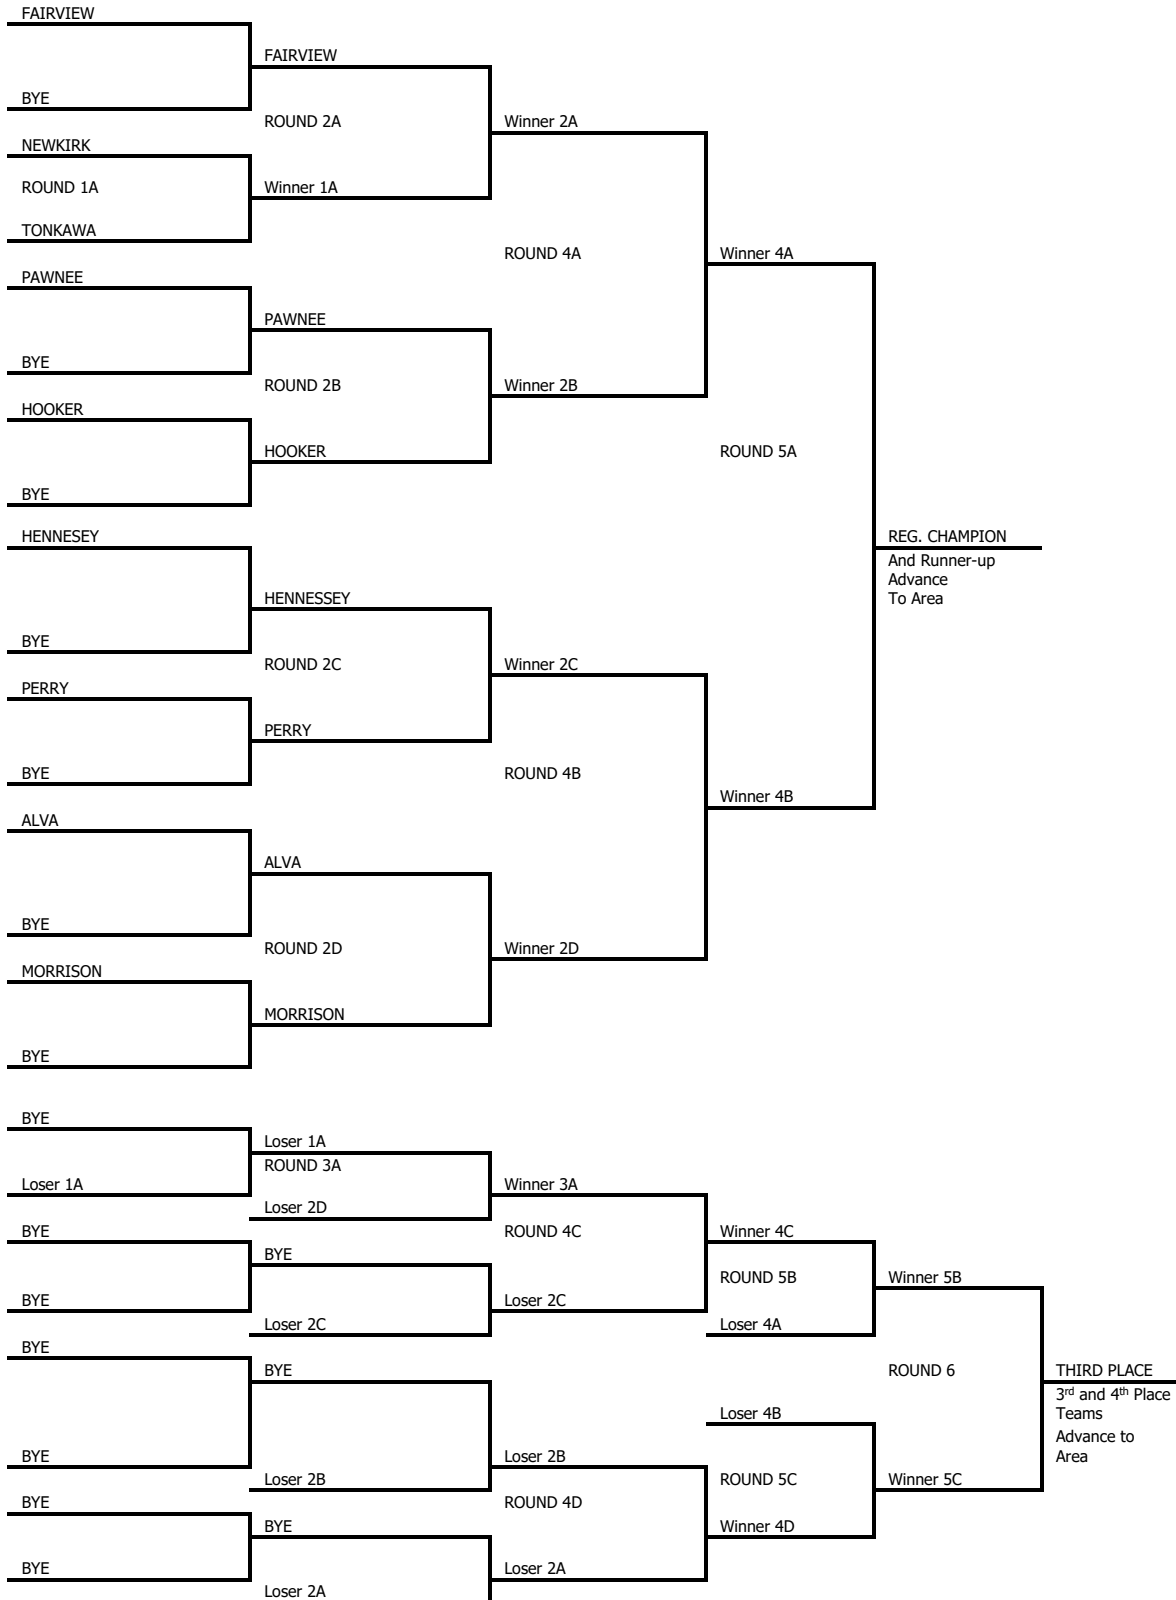 FAIRVIEW
FAIRVIEW
BYE
ROUND 2A
Winner 2A
NEWKIRK
ROUND 1A
Winner 1A
TONKAWA
ROUND 4A
Winner 4A
PAWNEE
PAWNEE
BYE
ROUND 2B
Winner 2B
HOOKER
HOOKER
ROUND 5A
BYE
HENNESEY
REG. CHAMPION
And Runner-up
Advance
To Area
HENNESSEY
BYE
ROUND 2C
Winner 2C
PERRY
PERRY
BYE
ROUND 4B
Winner 4B
ALVA
ALVA
BYE
ROUND 2D
Winner 2D
MORRISON
MORRISON
BYE
BYE
Loser 1A
ROUND 3A
Loser 1A
Winner 3A
Loser 2D
BYE
ROUND 4C
Winner 4C
BYE
ROUND 5B
Winner 5B
BYE
Loser 2C
Loser 2C
Loser 4A
BYE
BYE
ROUND 6
THIRD PLACE
3rd and 4th Place
Teams
Advance to
Area
Loser 4B
BYE
Loser 2B
Loser 2B
ROUND 5C
Winner 5C
BYE
ROUND 4D
BYE
Winner 4D
BYE
Loser 2A
Loser 2A